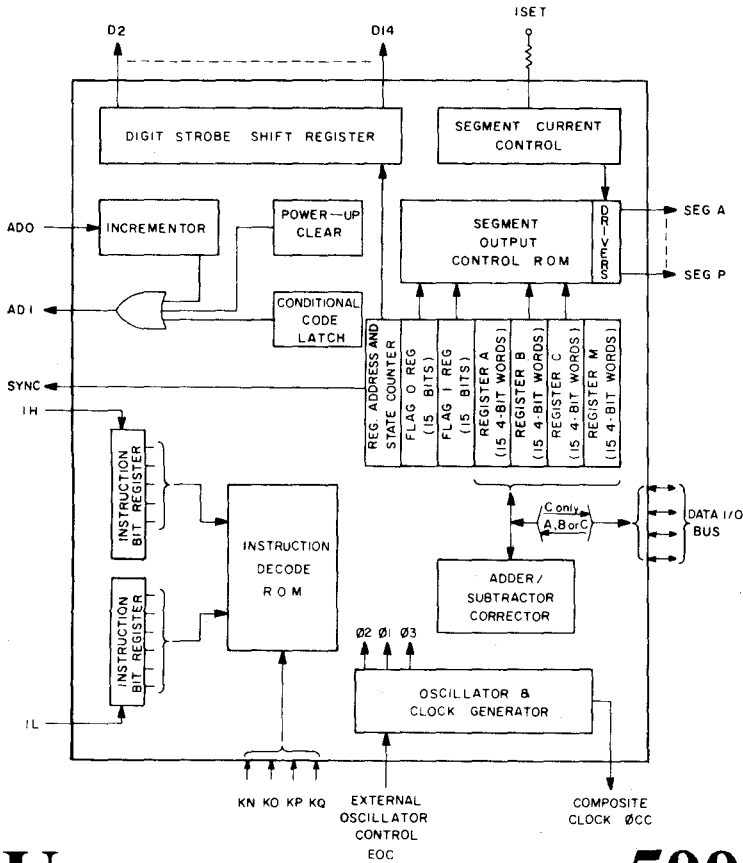 D2
D14
ISET
DIGIT STROBE SHIFT REGISTER
SEGMENT CURRENT
CONTROL
AD0
INCREMENTOR
POWER—UP
CLEAR
SEGMENT
OUTPUT
CONTROL ROM
DRIVERS
SEG A
SEG P
AD1
CONDITIONAL
CODE
LATCH
SYNC
REG. ADDRESS AND
STATE COUNTER
FLAG 0 REG
(15 BITS)
FLAG 1 REG
(15 BITS)
REGISTER A
(15 4-BIT WORDS)
REGISTER B
(15 4-BIT WORDS)
REGISTER C
(15 4-BIT WORDS)
REGISTER M
(15 4-BIT WORDS)
IH
INSTRUCTION
BIT REGISTER
INSTRUCTION
DECODE
ROM
C only
A, B or C
DATA I/O
BUS
ADDER/
SUBTRACTOR
CORRECTOR
INSTRUCTION
BIT REGISTER
Ø2 Ø1 Ø3
OSCILLATOR &
CLOCK GENERATOR
IL
KN KO KP KQ
EXTERNAL
OSCILLATOR
CONTROL
EOC
COMPOSITE
CLOCK ØCC